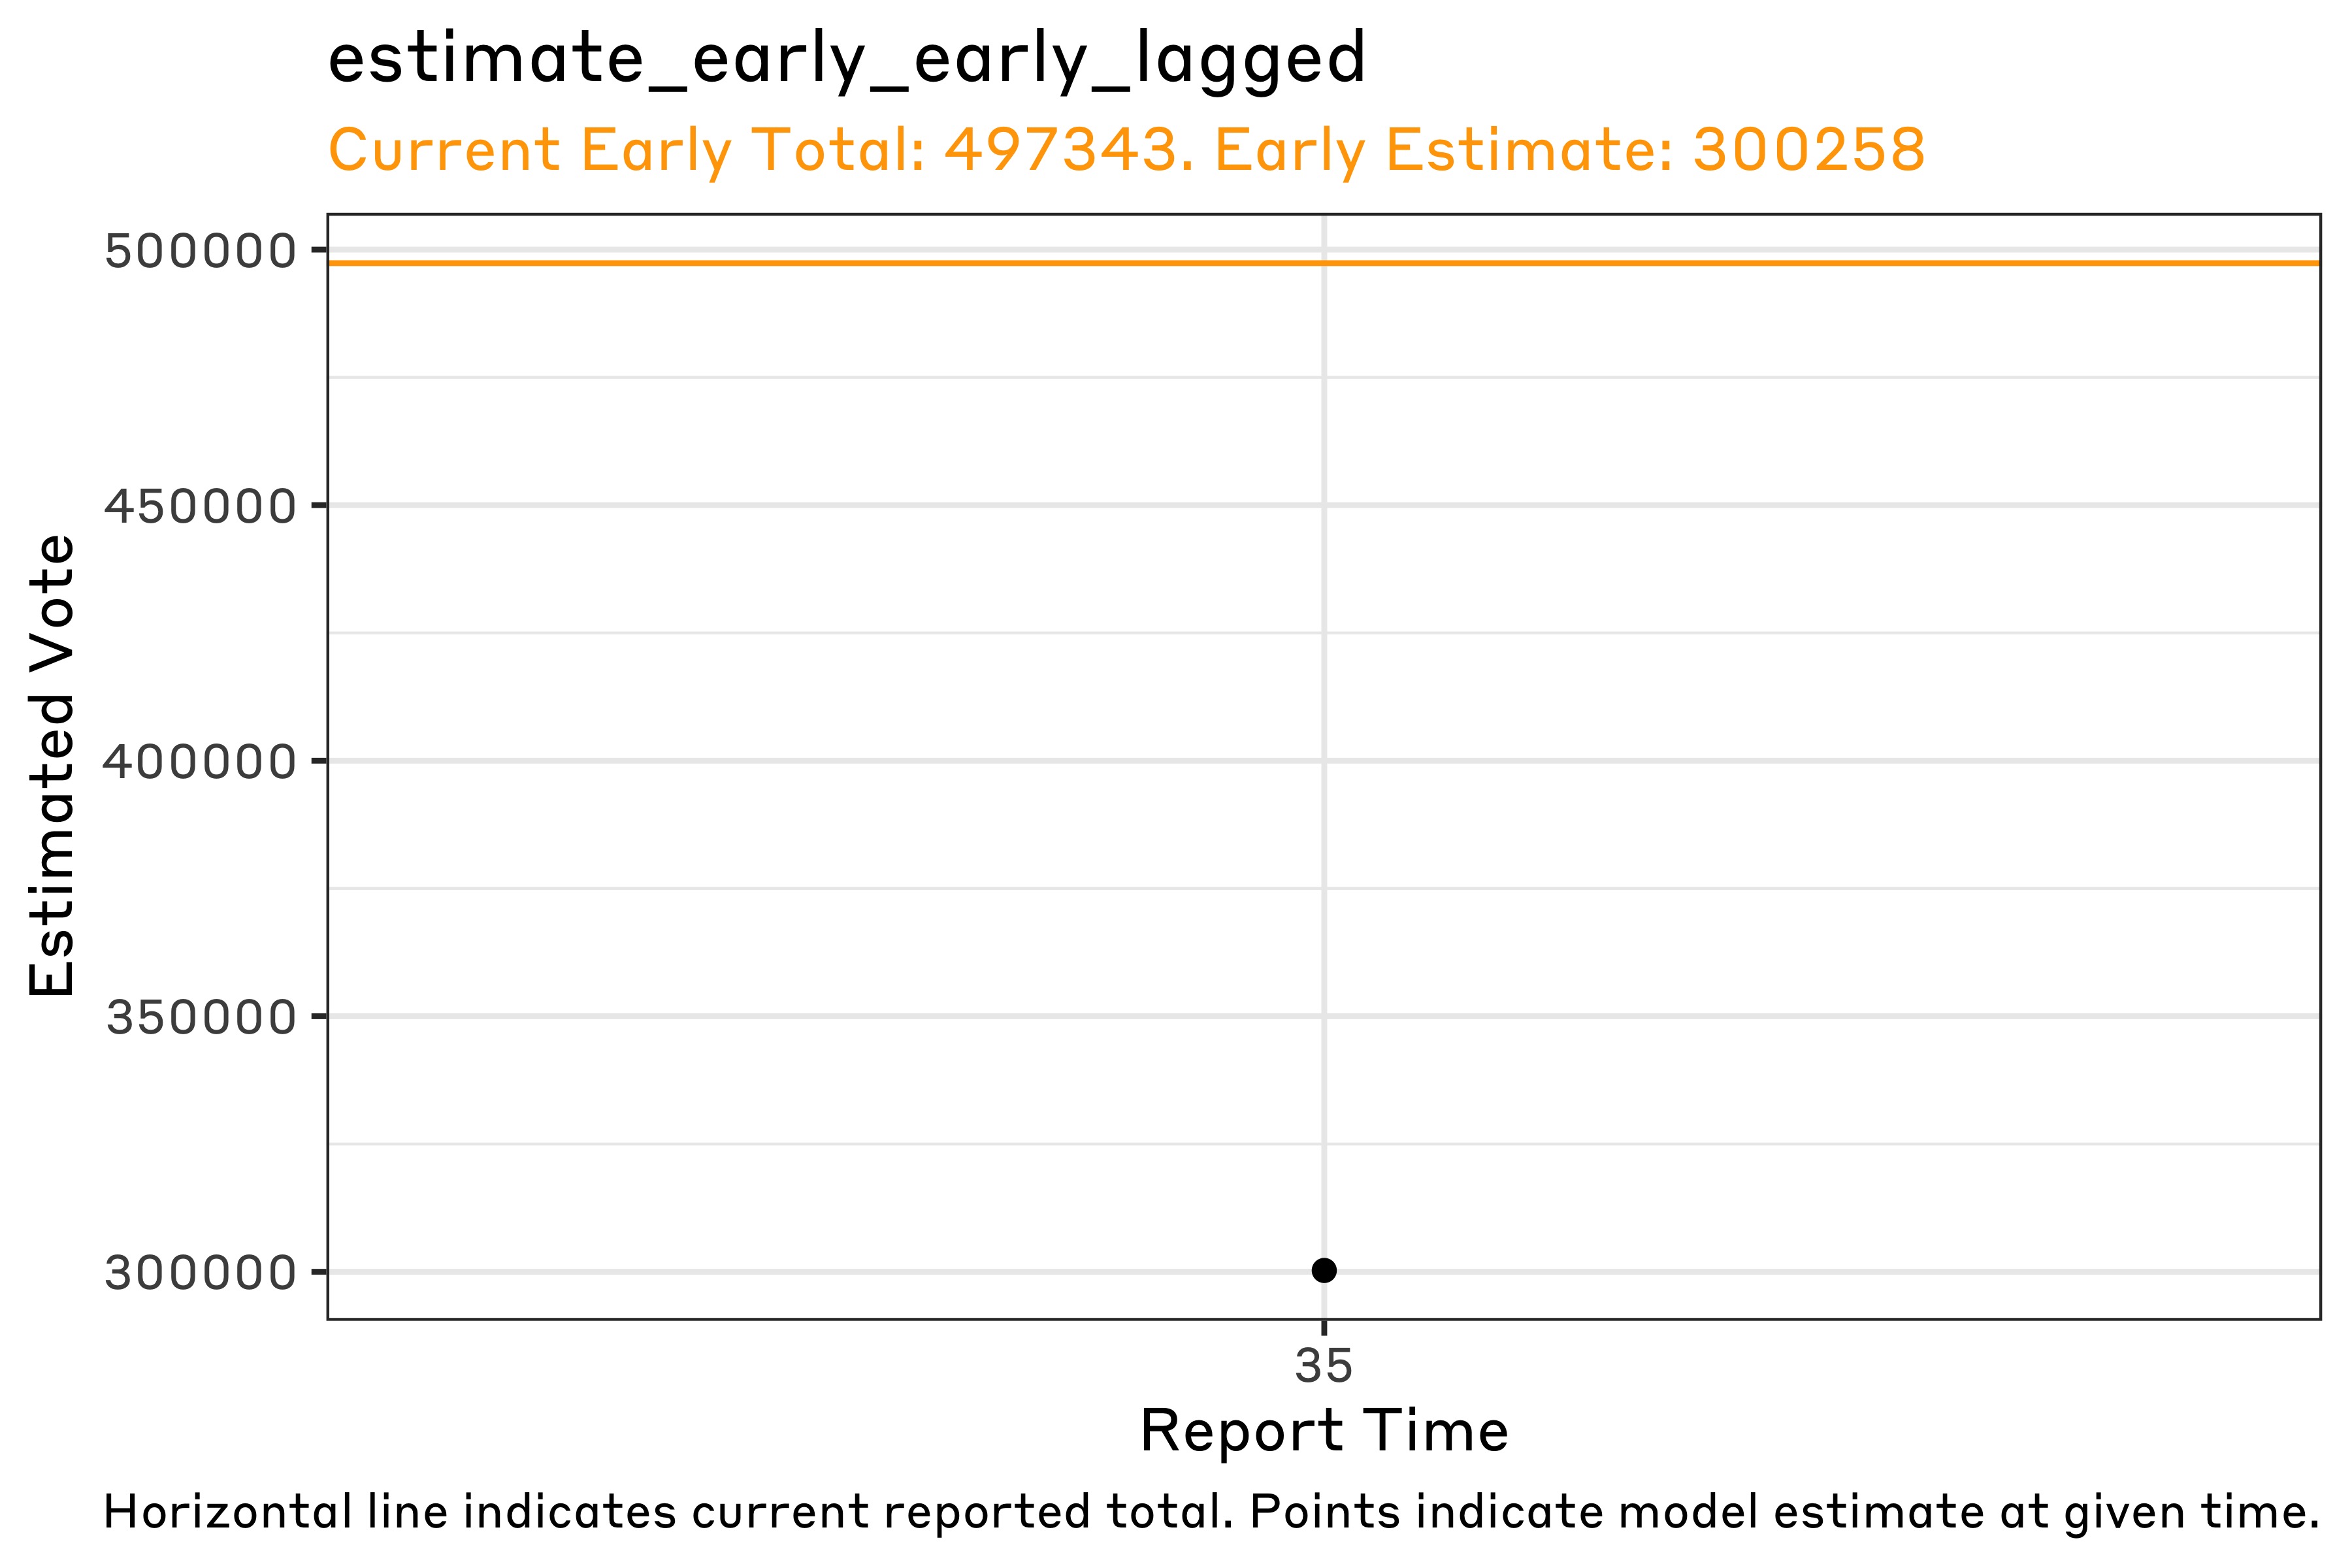 estimate_early_early_lagged
Current Early Total: 497343. Early Estimate: 300258
500000
450000
400000
350000
300000
Estimated Vote
35
Report Time
Horizontal line indicates current reported total. Points indicate model estimate at given time.